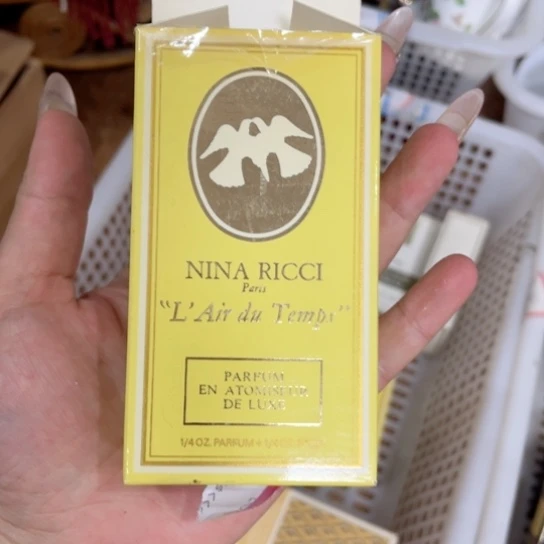 NINA RICCI
Paris
"L'Air du Temps"
PARFUM
EN ATOMISEUR
DE LUXE
1/4 OZ. PARFUM